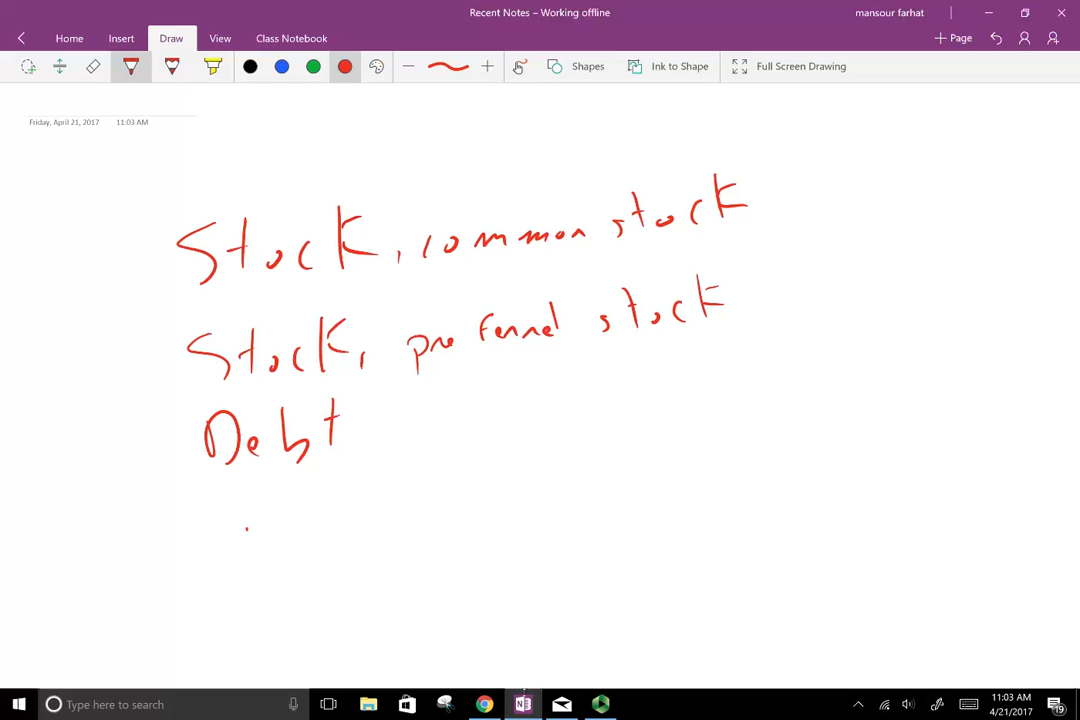 Recent Notes – Working offline
mansour farhat
Home Insert Draw View Class Notebook
Page
Shapes Ink to Shape Full Screen Drawing
Friday, April 21, 2017 11:03 AM
Stock, common stock
Stock, preferred stock
Debt
Type here to search
11:03 AM
4/21/2017
19